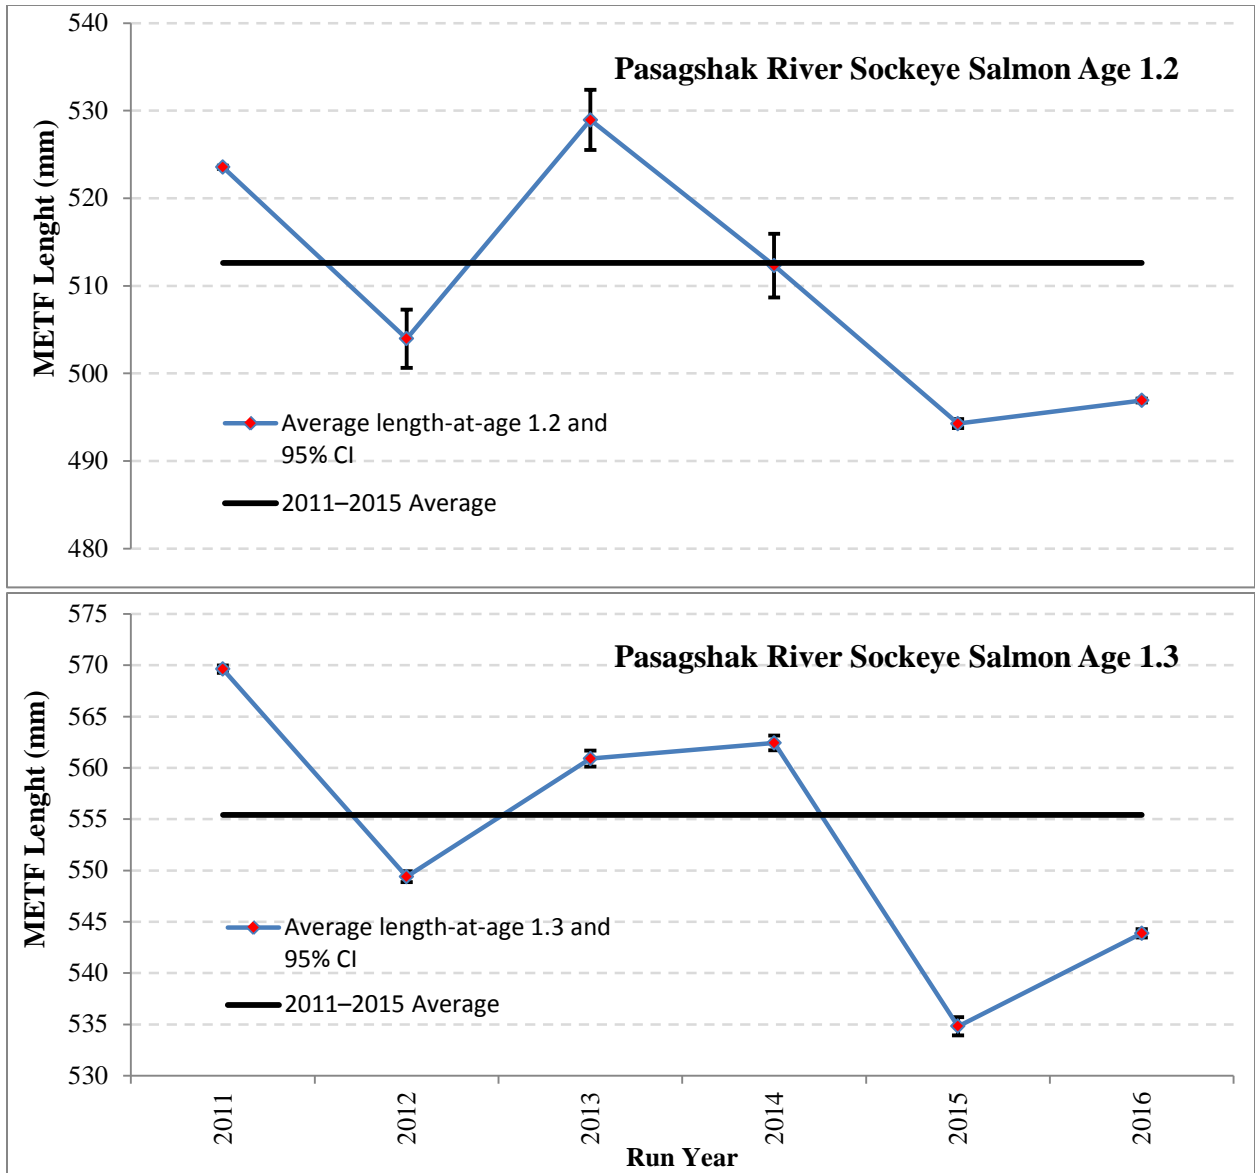 Pasagshak River Sockeye Salmon Age 1.2
METF Lenght (mm)
540
530
520
510
500
490
480
Average length-at-age 1.2 and
95% CI
2011–2015 Average
Pasagshak River Sockeye Salmon Age 1.3
METF Lenght (mm)
575
570
565
560
555
550
545
540
535
530
Average length-at-age 1.3 and
95% CI
2011–2015 Average
2011
2012
2013
2014
2015
2016
Run Year